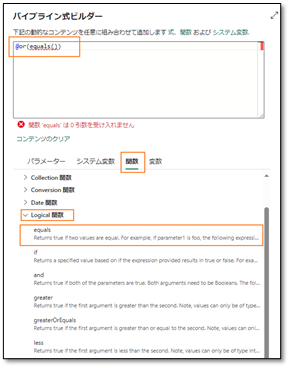 パイプライン式ビルダー
下記の動的なコンテンツを任意に組み合わせて追加します 式、関数 および システム変数.
@or(equals())
関数 'equals' は 0 引数を受け入れません
コンテンツのクリア
パラメーター システム変数 関数 変数
Collection 関数
Conversion 関数
Date 関数
Logical 関数
equals
Returns true if two values are equal. For example, if parameter1 is foo, the following expressi...
if
Returns a specified value based on if the expression provided results in true or false. For exa...
and
Returns true if both of the parameters are true. Both arguments need to be Booleans. The fol...
greater
Returns true if the first argument is greater than the second. Note, values can only be of type...
greaterOrEquals
Returns true if the first argument is greater than or equal to the second. Note, values can onl...
less
Returns true if the first argument is less than the second. Note, values can only be of type int...